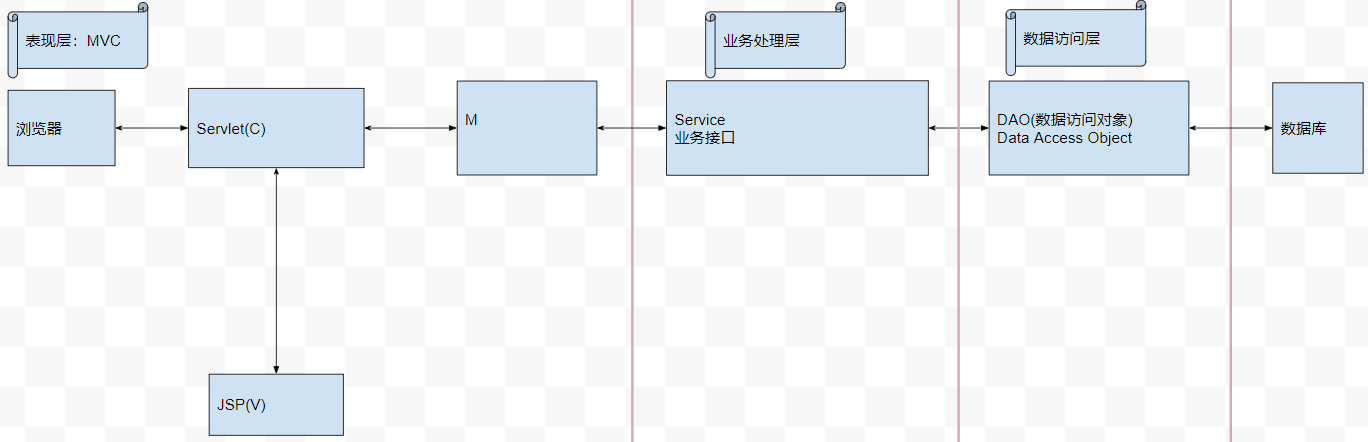 表现层：MVC
业务处理层
数据访问层
浏览器
Servlet(C)
M
Service
业务接口
DAO(数据访问对象)
Data Access Object
数据库
JSP(V)